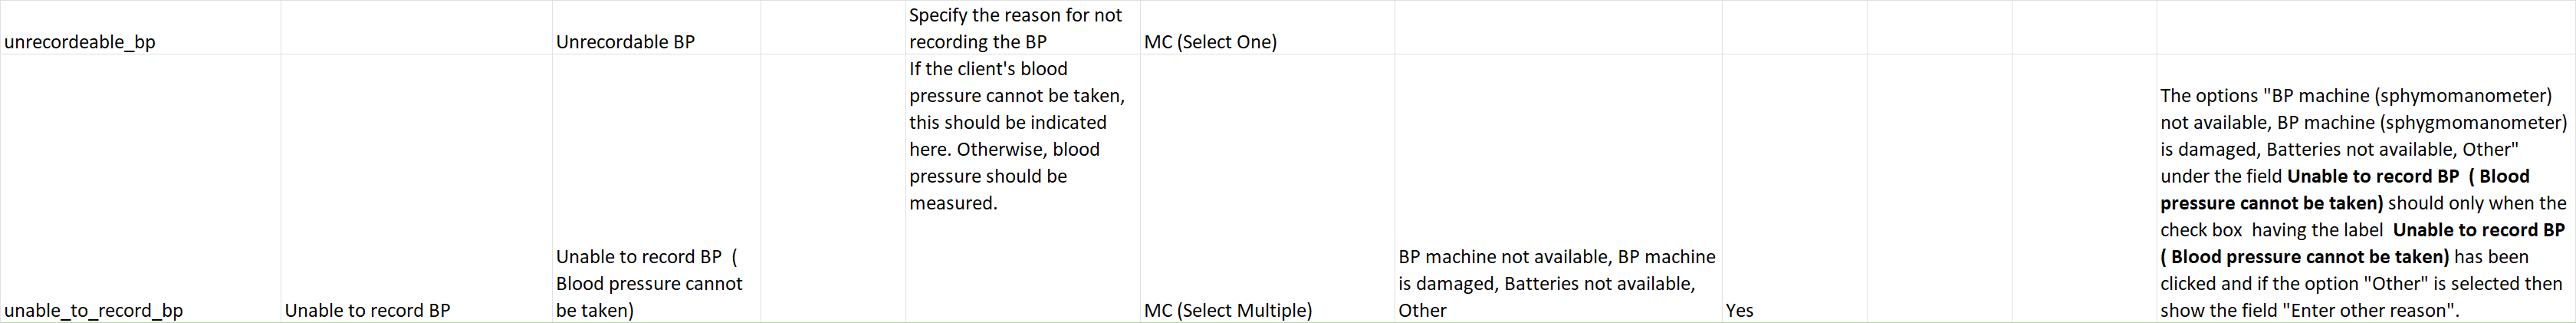 unrecordeable_bp
Unrecordable BP
Specify the reason for not
recording the BP
MC (Select One)
unable_to_record_bp
Unable to record BP
Unable to record BP  (
Blood pressure cannot
be taken)
If the client's blood
pressure cannot be taken,
this should be indicated
here. Otherwise, blood
pressure should be
measured.
MC (Select Multiple)
BP machine not available, BP machine
is damaged, Batteries not available,
Other
Yes
The options "BP machine (sphymomanometer)
not available, BP machine (sphygmomanometer)
is damaged, Batteries not available, Other"
under the field Unable to record BP  ( Blood
pressure cannot be taken) should only when the
check box  having the label  Unable to record BP
( Blood pressure cannot be taken) has been
clicked and if the option "Other" is selected then
show the field "Enter other reason".